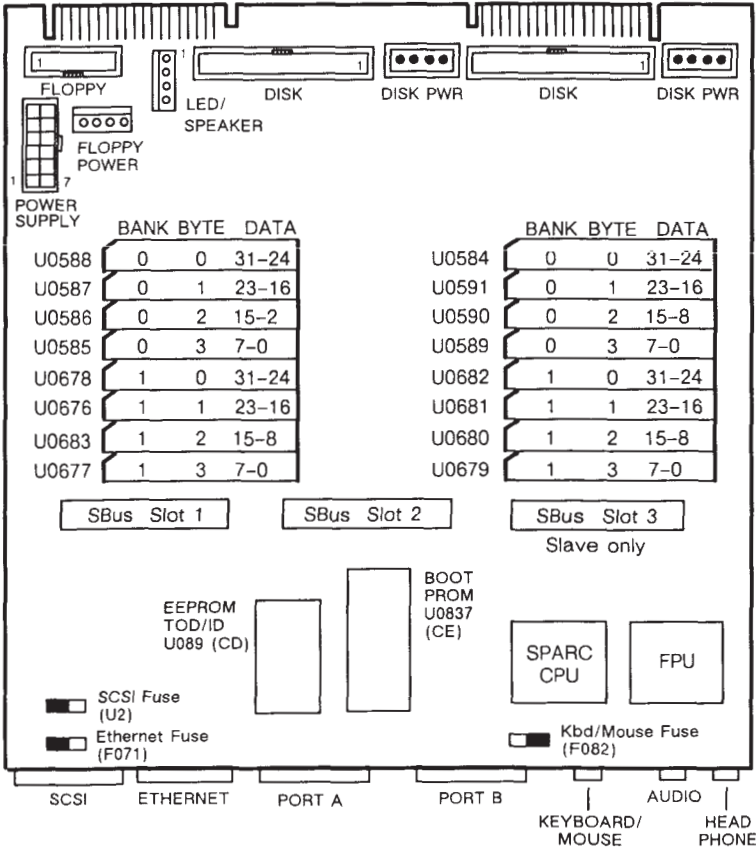 1
1
1
1
FLOPPY
DISK
DISK PWR
DISK
DISK PWR
LED/
SPEAKER
FLOPPY
POWER
1
7
POWER
SUPPLY
BANK BYTE DATA
U0588 0 0 31-24
U0587 0 1 23-16
U0586 0 2 15-2
U0585 0 3 7-0
U0678 1 0 31-24
U0676 1 1 23-16
U0683 1 2 15-8
U0677 1 3 7-0
BANK BYTE DATA
U0584 0 0 31-24
U0591 0 1 23-16
U0590 0 2 15-8
U0589 0 3 7-0
U0682 1 0 31-24
U0681 1 1 23-16
U0680 1 2 15-8
U0679 1 3 7-0
SBus Slot 1
SBus Slot 2
SBus Slot 3
Slave only
EEPROM
TOD/ID
U089 (CD)
BOOT
PROM
U0837
(CE)
SPARC
CPU
FPU
SCSI Fuse
(U2)
Ethernet Fuse
(F071)
Kbd/Mouse Fuse
(F082)
SCSI
ETHERNET
PORT A
PORT B
KEYBOARD/
MOUSE
AUDIO
HEAD
PHONE